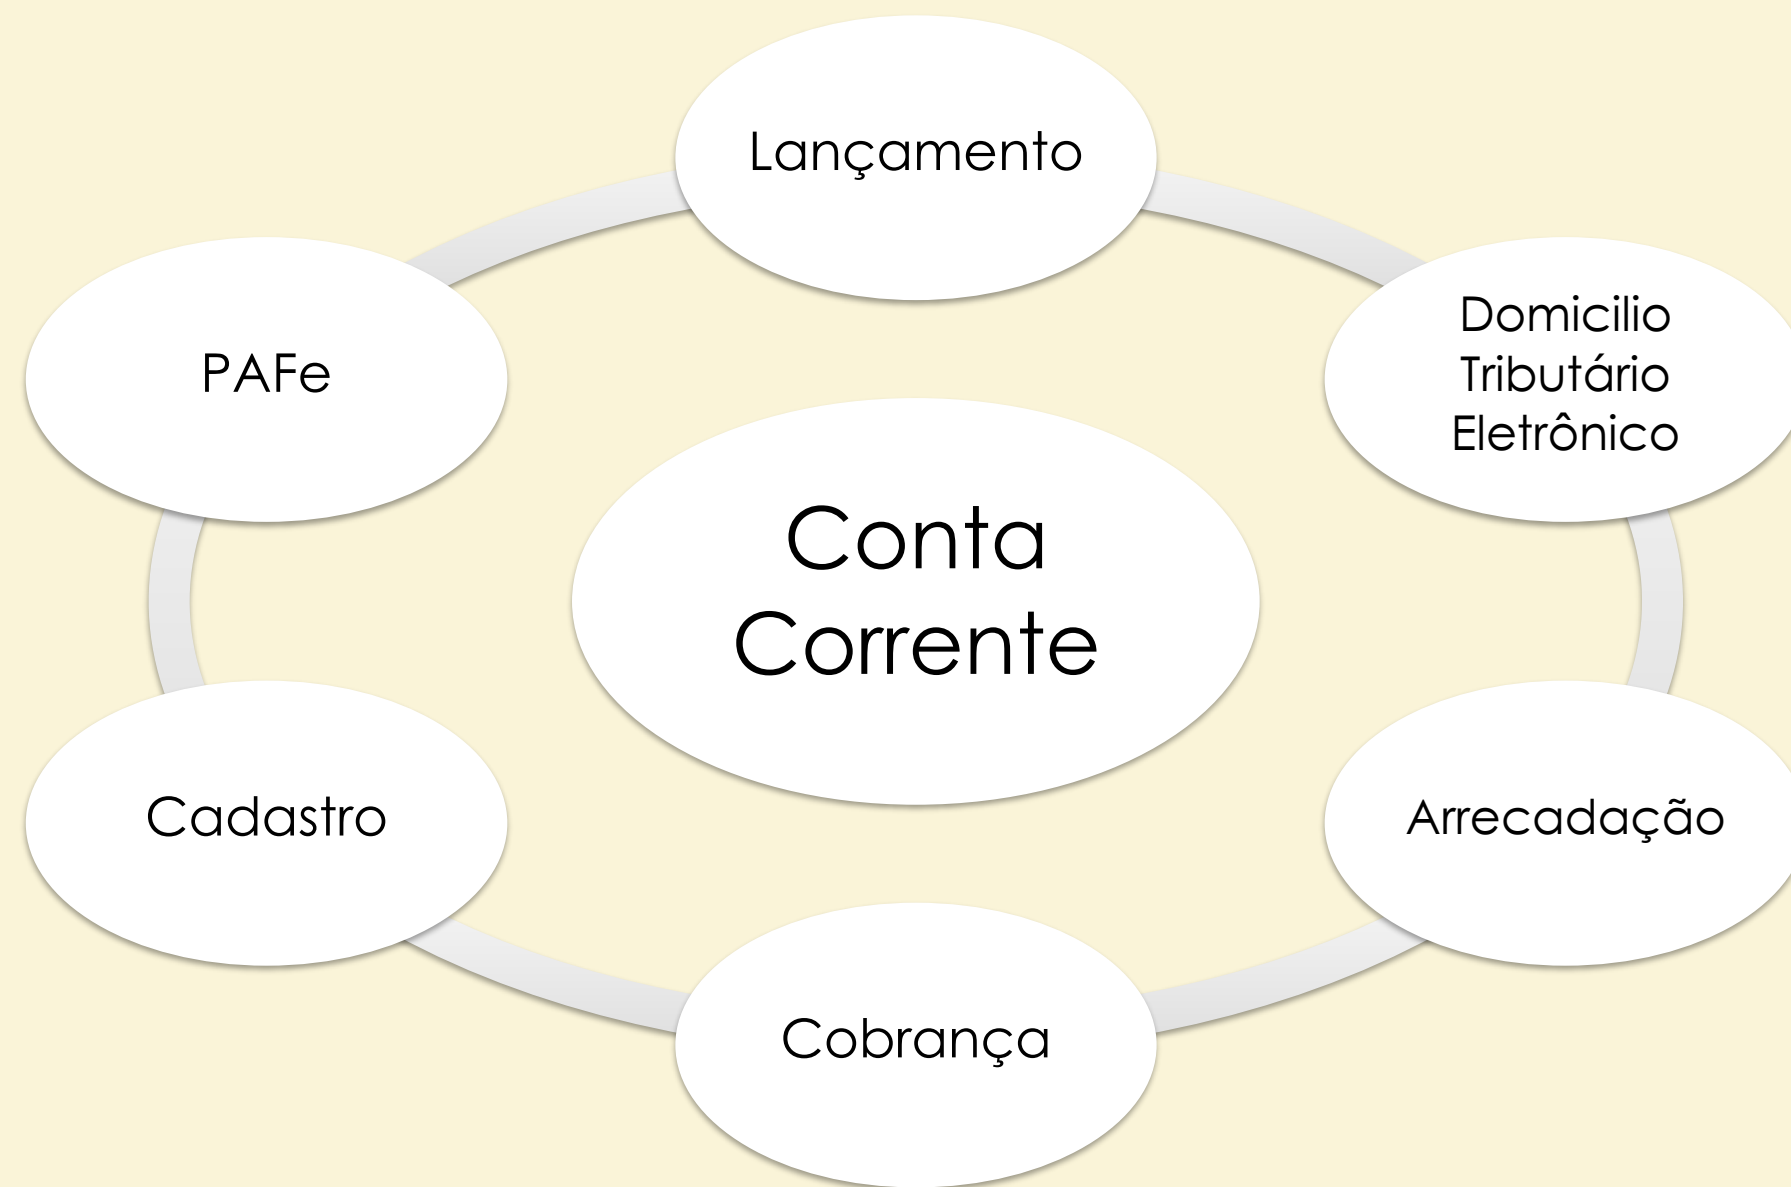 Lançamento
PAFe
Domicilio
Tributário
Eletrônico
Conta
Corrente
Cadastro
Arrecadação
Cobrança